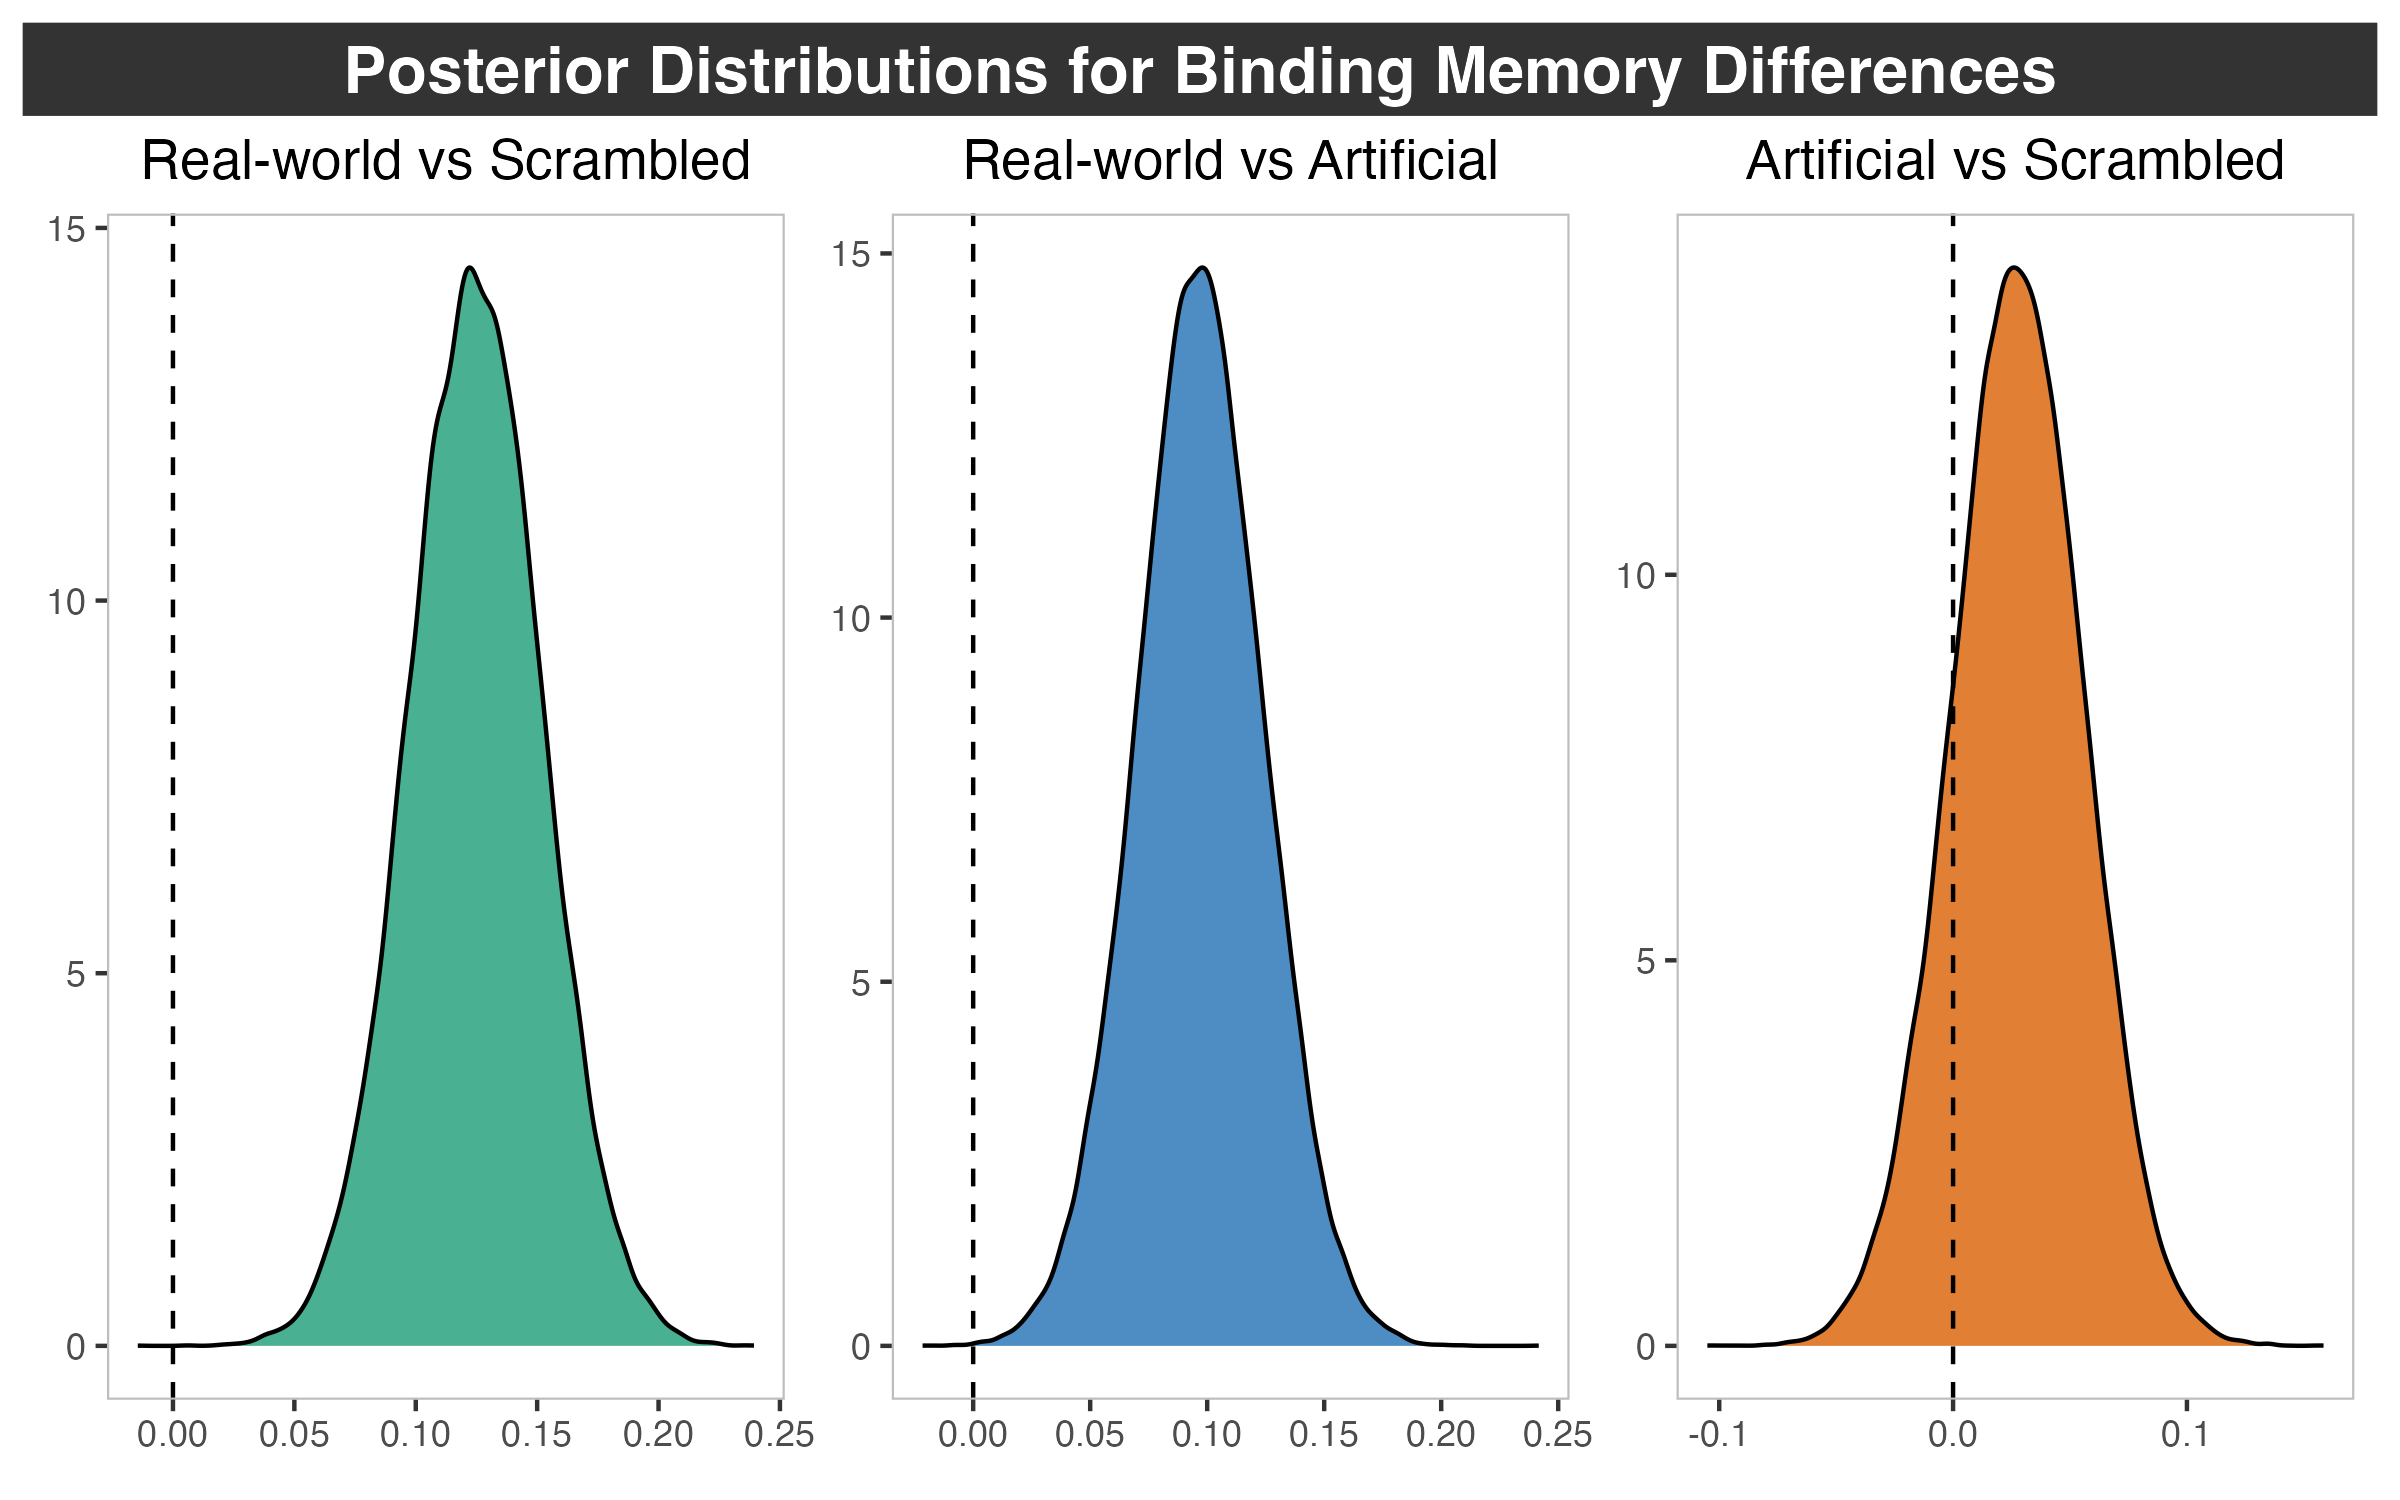 Posterior Distributions for Binding Memory Differences
Real-world vs Scrambled
15
10
5
0
0.00 0.05 0.10 0.15 0.20 0.25
Real-world vs Artificial
15
10
5
0
0.00 0.05 0.10 0.15 0.20 0.25
Artificial vs Scrambled
10
5
0
-0.1 0.0 0.1